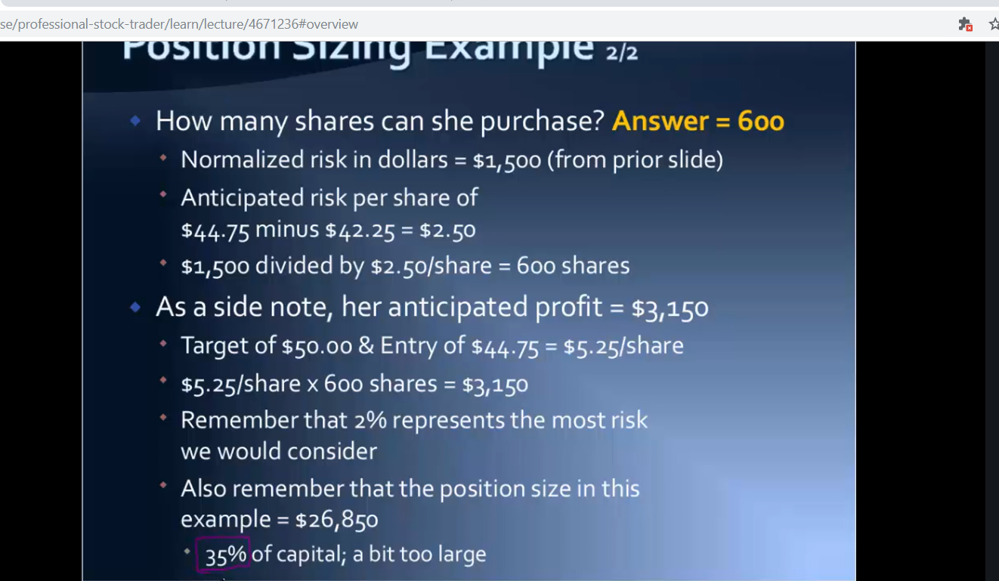 se/professional-stock-trader/learn/lecture/4671236#overview
Position Sizing Example 2/2
How many shares can she purchase? Answer = 600
Normalized risk in dollars = $1,500 (from prior slide)
Anticipated risk per share of
$44.75 minus $42.25 = $2.50
$1,500 divided by $2.50/share = 600 shares
As a side note, her anticipated profit = $3,150
Target of $50.00 & Entry of $44.75 = $5.25/share
$5.25/share x 600 shares = $3,150
Remember that 2% represents the most risk
we would consider
Also remember that the position size in this
example = $26,850
35% of capital; a bit too large